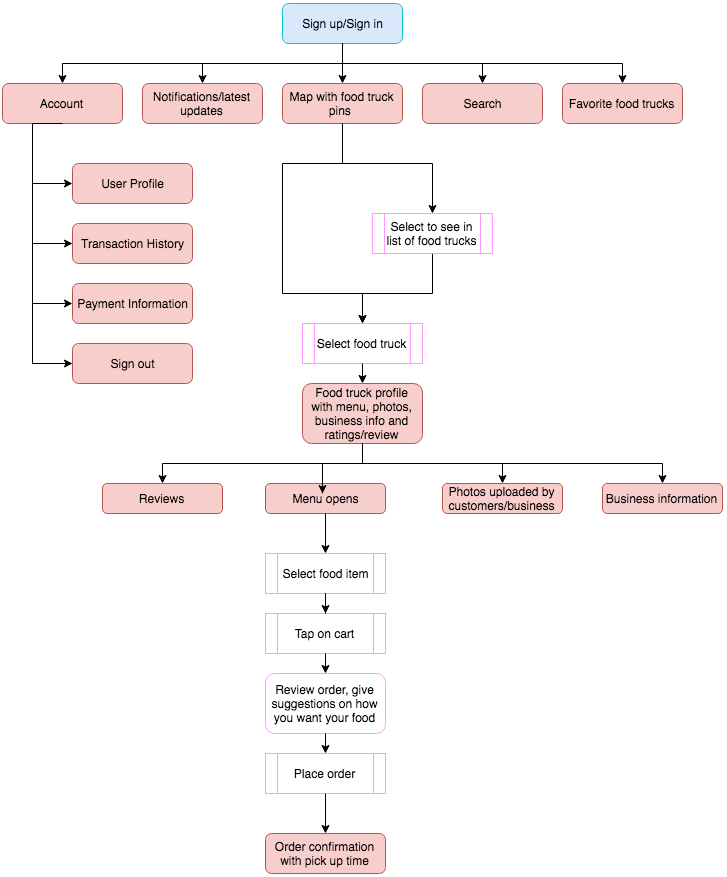 Sign up/Sign in
Account
Notifications/latest
updates
Map with food truck
pins
Search
Favorite food trucks
User Profile
Transaction History
Payment Information
Sign out
Select to see in
list of food trucks
Select food truck
Food truck profile
with menu, photos,
business info and
ratings/review
Reviews
Menu opens
Photos uploaded by
customers/business
Business information
Select food item
Tap on cart
Review order, give
suggestions on how
you want your food
Place order
Order confirmation
with pick up time